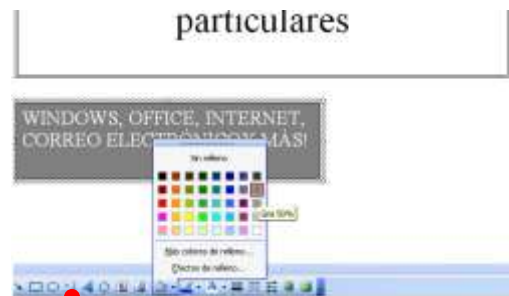 particulares
WINDOWS, OFFICE, INTERNET,
CORREO ELECTRÓNICO Y MÁS!
Sin relleno
Gris 50%
Más colores de relleno...
Efectos de relleno...